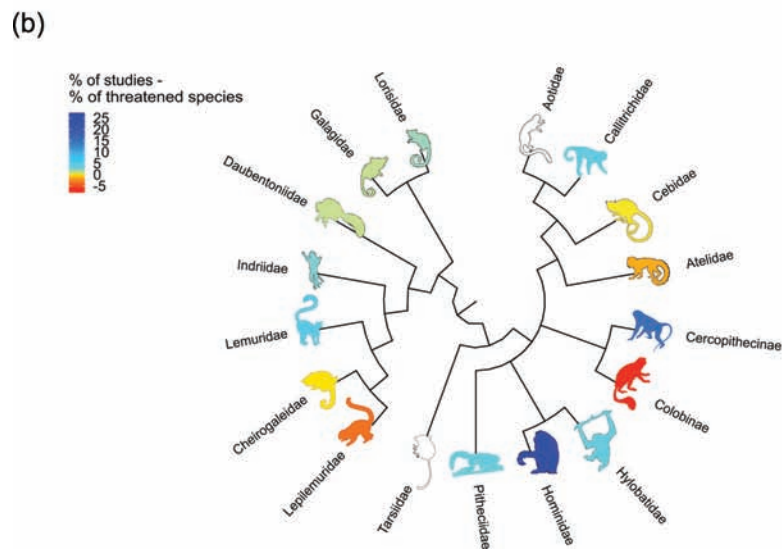 (b)
% of studies -
% of threatened species
25
20
15
10
5
0
-5
Lorisidae
Galagidae
Daubentoniidae
Indriidae
Lemuridae
Cheirogaleidae
Lepilemuridae
Tarsiidae
Pitheciidae
Hominidae
Hylobatidae
Colobinae
Cercopithecinae
Atelidae
Cebidae
Callitrichidae
Aotidae